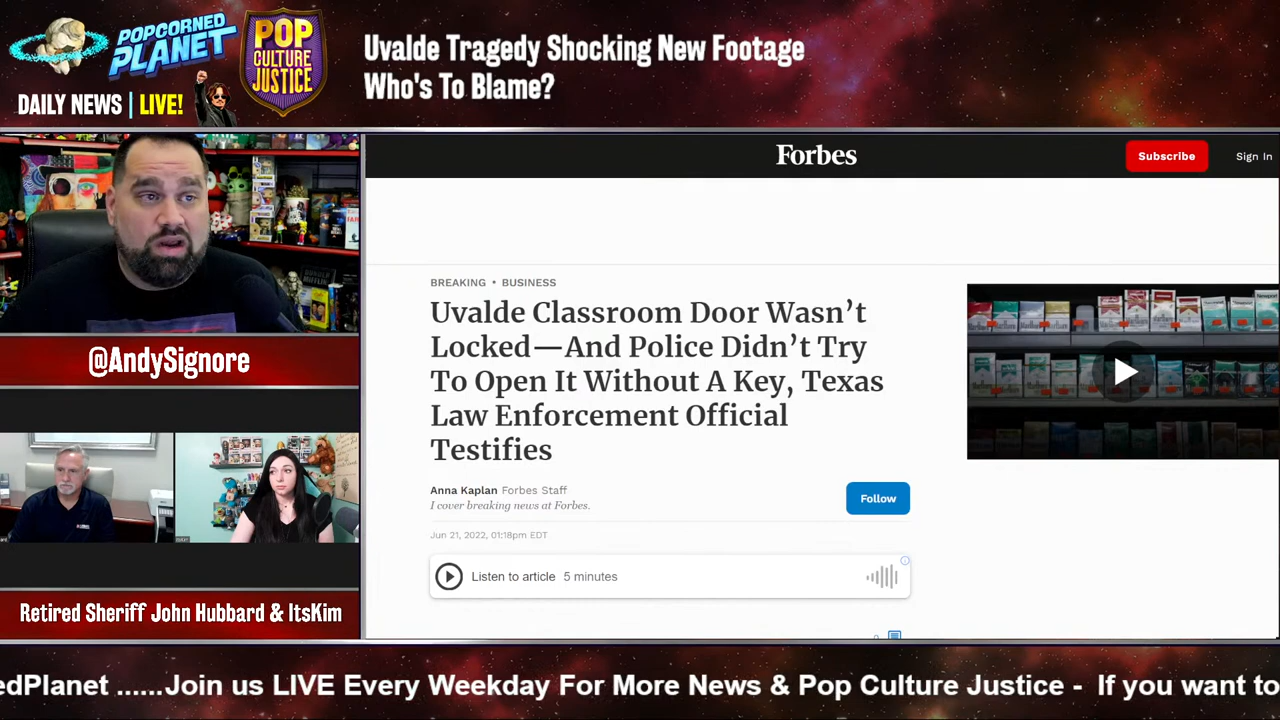 POPCORNED
PLANET
POP
CULTURE
JUSTICE
DAILY NEWS | LIVE!
Uvalde Tragedy Shocking New Footage
Who's To Blame?
Forbes
Subscribe
Sign In
@AndySignore
BREAKING • BUSINESS
Uvalde Classroom Door Wasn’t
Locked—And Police Didn’t Try
To Open It Without A Key, Texas
Law Enforcement Official
Testifies
Anna Kaplan Forbes Staff
I cover breaking news at Forbes.
Follow
Jun 21, 2022, 01:18pm EDT
Listen to article 5 minutes
Retired Sheriff John Hubbard & ItsKim
edPlanet ......Join us LIVE Every Weekday For More News & Pop Culture Justice - If you want to